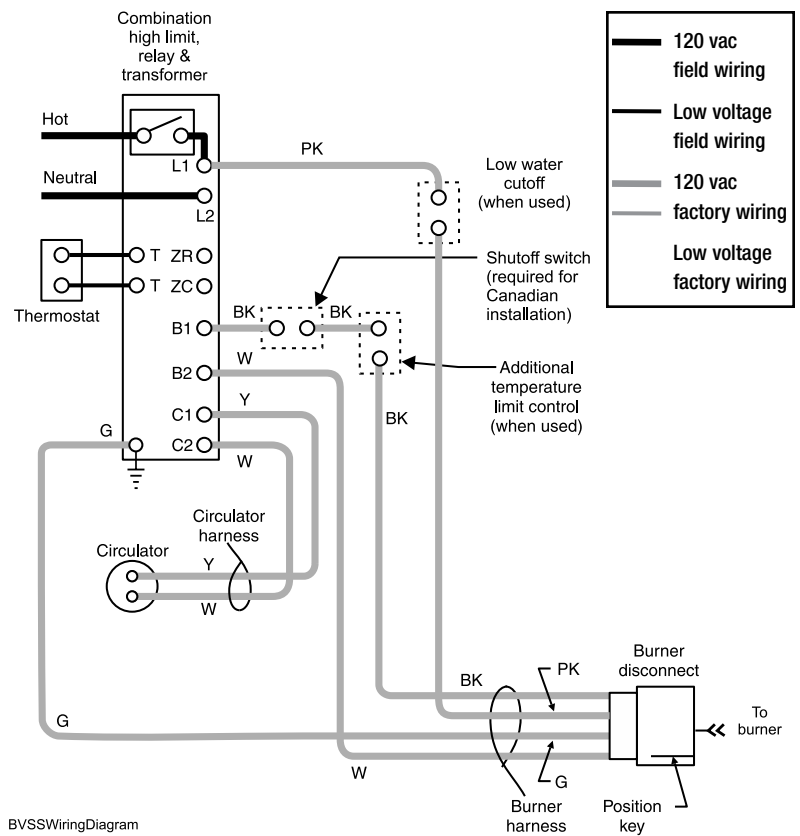 Combination
high limit,
relay &
transformer
120 vac
field wiring
Low voltage
field wiring
120 vac
factory wiring
Low voltage
factory wiring
Hot
L1
PK
Neutral
L2
Low water
cutoff
(when used)
T ZR
T ZC
Thermostat
Shutoff switch
(required for
Canadian
installation)
B1
BK
BK
B2
W
Additional
temperature
limit control
(when used)
C1
Y
BK
G
C2
W
Circulator
harness
Circulator
Y
W
Burner
disconnect
BK
PK
To
burner
G
W
G
Burner
harness
Position
key
BVSSWiringDiagram